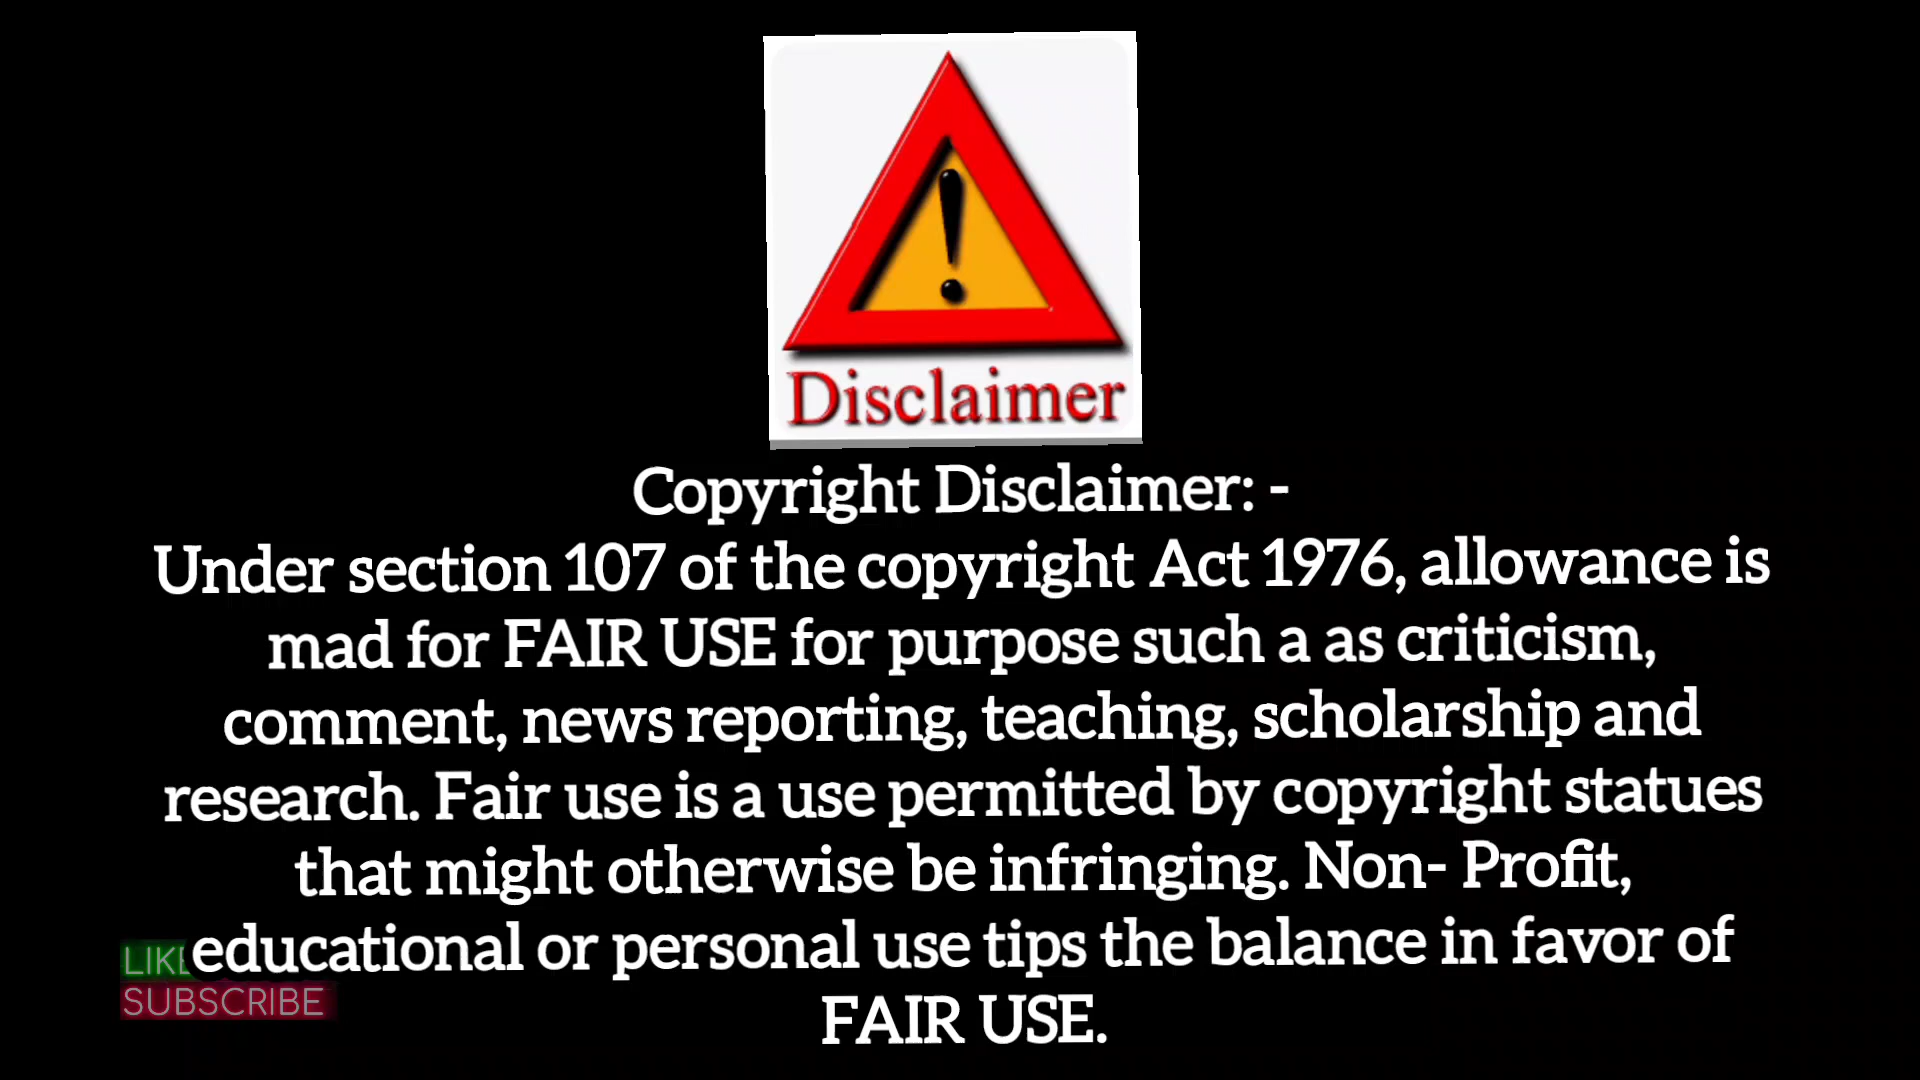 Disclaimer
Copyright Disclaimer: -
Under section 107 of the copyright Act 1976, allowance is
mad for FAIR USE for purpose such a as criticism,
comment, news reporting, teaching, scholarship and
research. Fair use is a use permitted by copyright statues
that might otherwise be infringing. Non- Profit,
educational or personal use tips the balance in favor of
FAIR USE.
LIKE
SUBSCRIBE